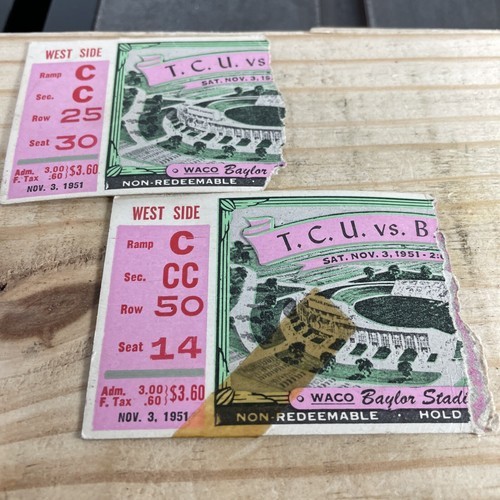 WEST SIDE
Ramp C
Sec. C
Row 25
Seat 30
Adm. 3.00
F. Tax .60 } $3.60
NOV. 3, 1951
T. C. U. vs
SAT. NOV. 3, 19
WACO Baylor
NON-REDEEMABLE ·
WEST SIDE
Ramp C
Sec. CC
Row 50
Seat 14
Adm. 3.00
F. Tax .60 } $3.60
NOV. 3, 1951
T. C. U. vs. B
SAT. NOV. 3, 1951 - 2:
WACO Baylor Stadi
NON-REDEEMABLE · HOLD